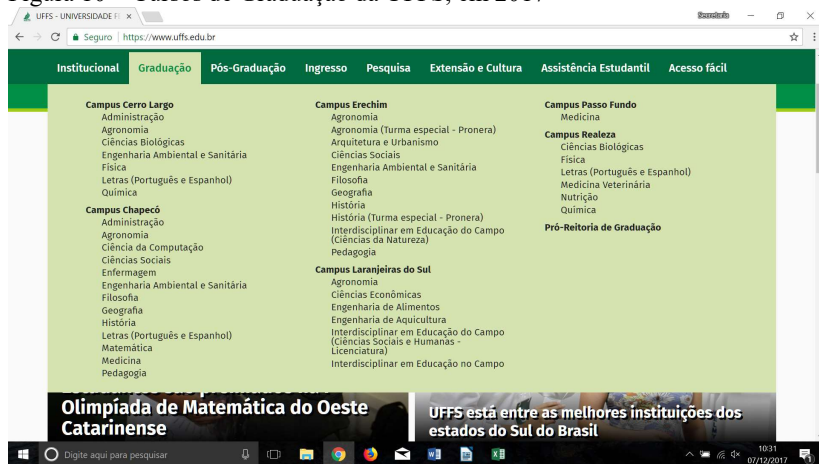 UFFS - UNIVERSIDADE F
Seguro | https://www.uffs.edu.br
Institucional Graduação Pós-Graduação Ingresso Pesquisa Extensão e Cultura Assistência Estudantil Acesso fácil
Campus Cerro Largo
Administração
Agronomia
Ciências Biológicas
Engenharia Ambiental e Sanitária
Física
Letras (Português e Espanhol)
Química
Campus Chapecó
Administração
Agronomia
Ciência da Computação
Ciências Sociais
Enfermagem
Engenharia Ambiental e Sanitária
Filosofia
Geografia
História
Letras (Português e Espanhol)
Matemática
Medicina
Pedagogia
Campus Erechim
Agronomia
Agronomia (Turma especial - Pronera)
Arquitetura e Urbanismo
Ciências Sociais
Engenharia Ambiental e Sanitária
Filosofia
Geografia
História
História (Turma especial - Pronera)
Interdisciplinar em Educação do Campo
(Ciências da Natureza)
Pedagogia
Campus Laranjeiras do Sul
Agronomia
Ciências Econômicas
Engenharia de Alimentos
Engenharia de Aquicultura
Interdisciplinar em Educação do Campo
(Ciências Sociais e Humanas -
Licenciatura)
Interdisciplinar em Educação no Campo
Campus Passo Fundo
Medicina
Campus Realeza
Ciências Biológicas
Física
Letras (Português e Espanhol)
Medicina Veterinária
Nutrição
Química
Pró-Reitoria de Graduação
Olimpíada de Matemática do Oeste
Catarinense
UFFS está entre as melhores instituições dos
estados do Sul do Brasil
Digite aqui para pesquisar
10:31
07/12/2017